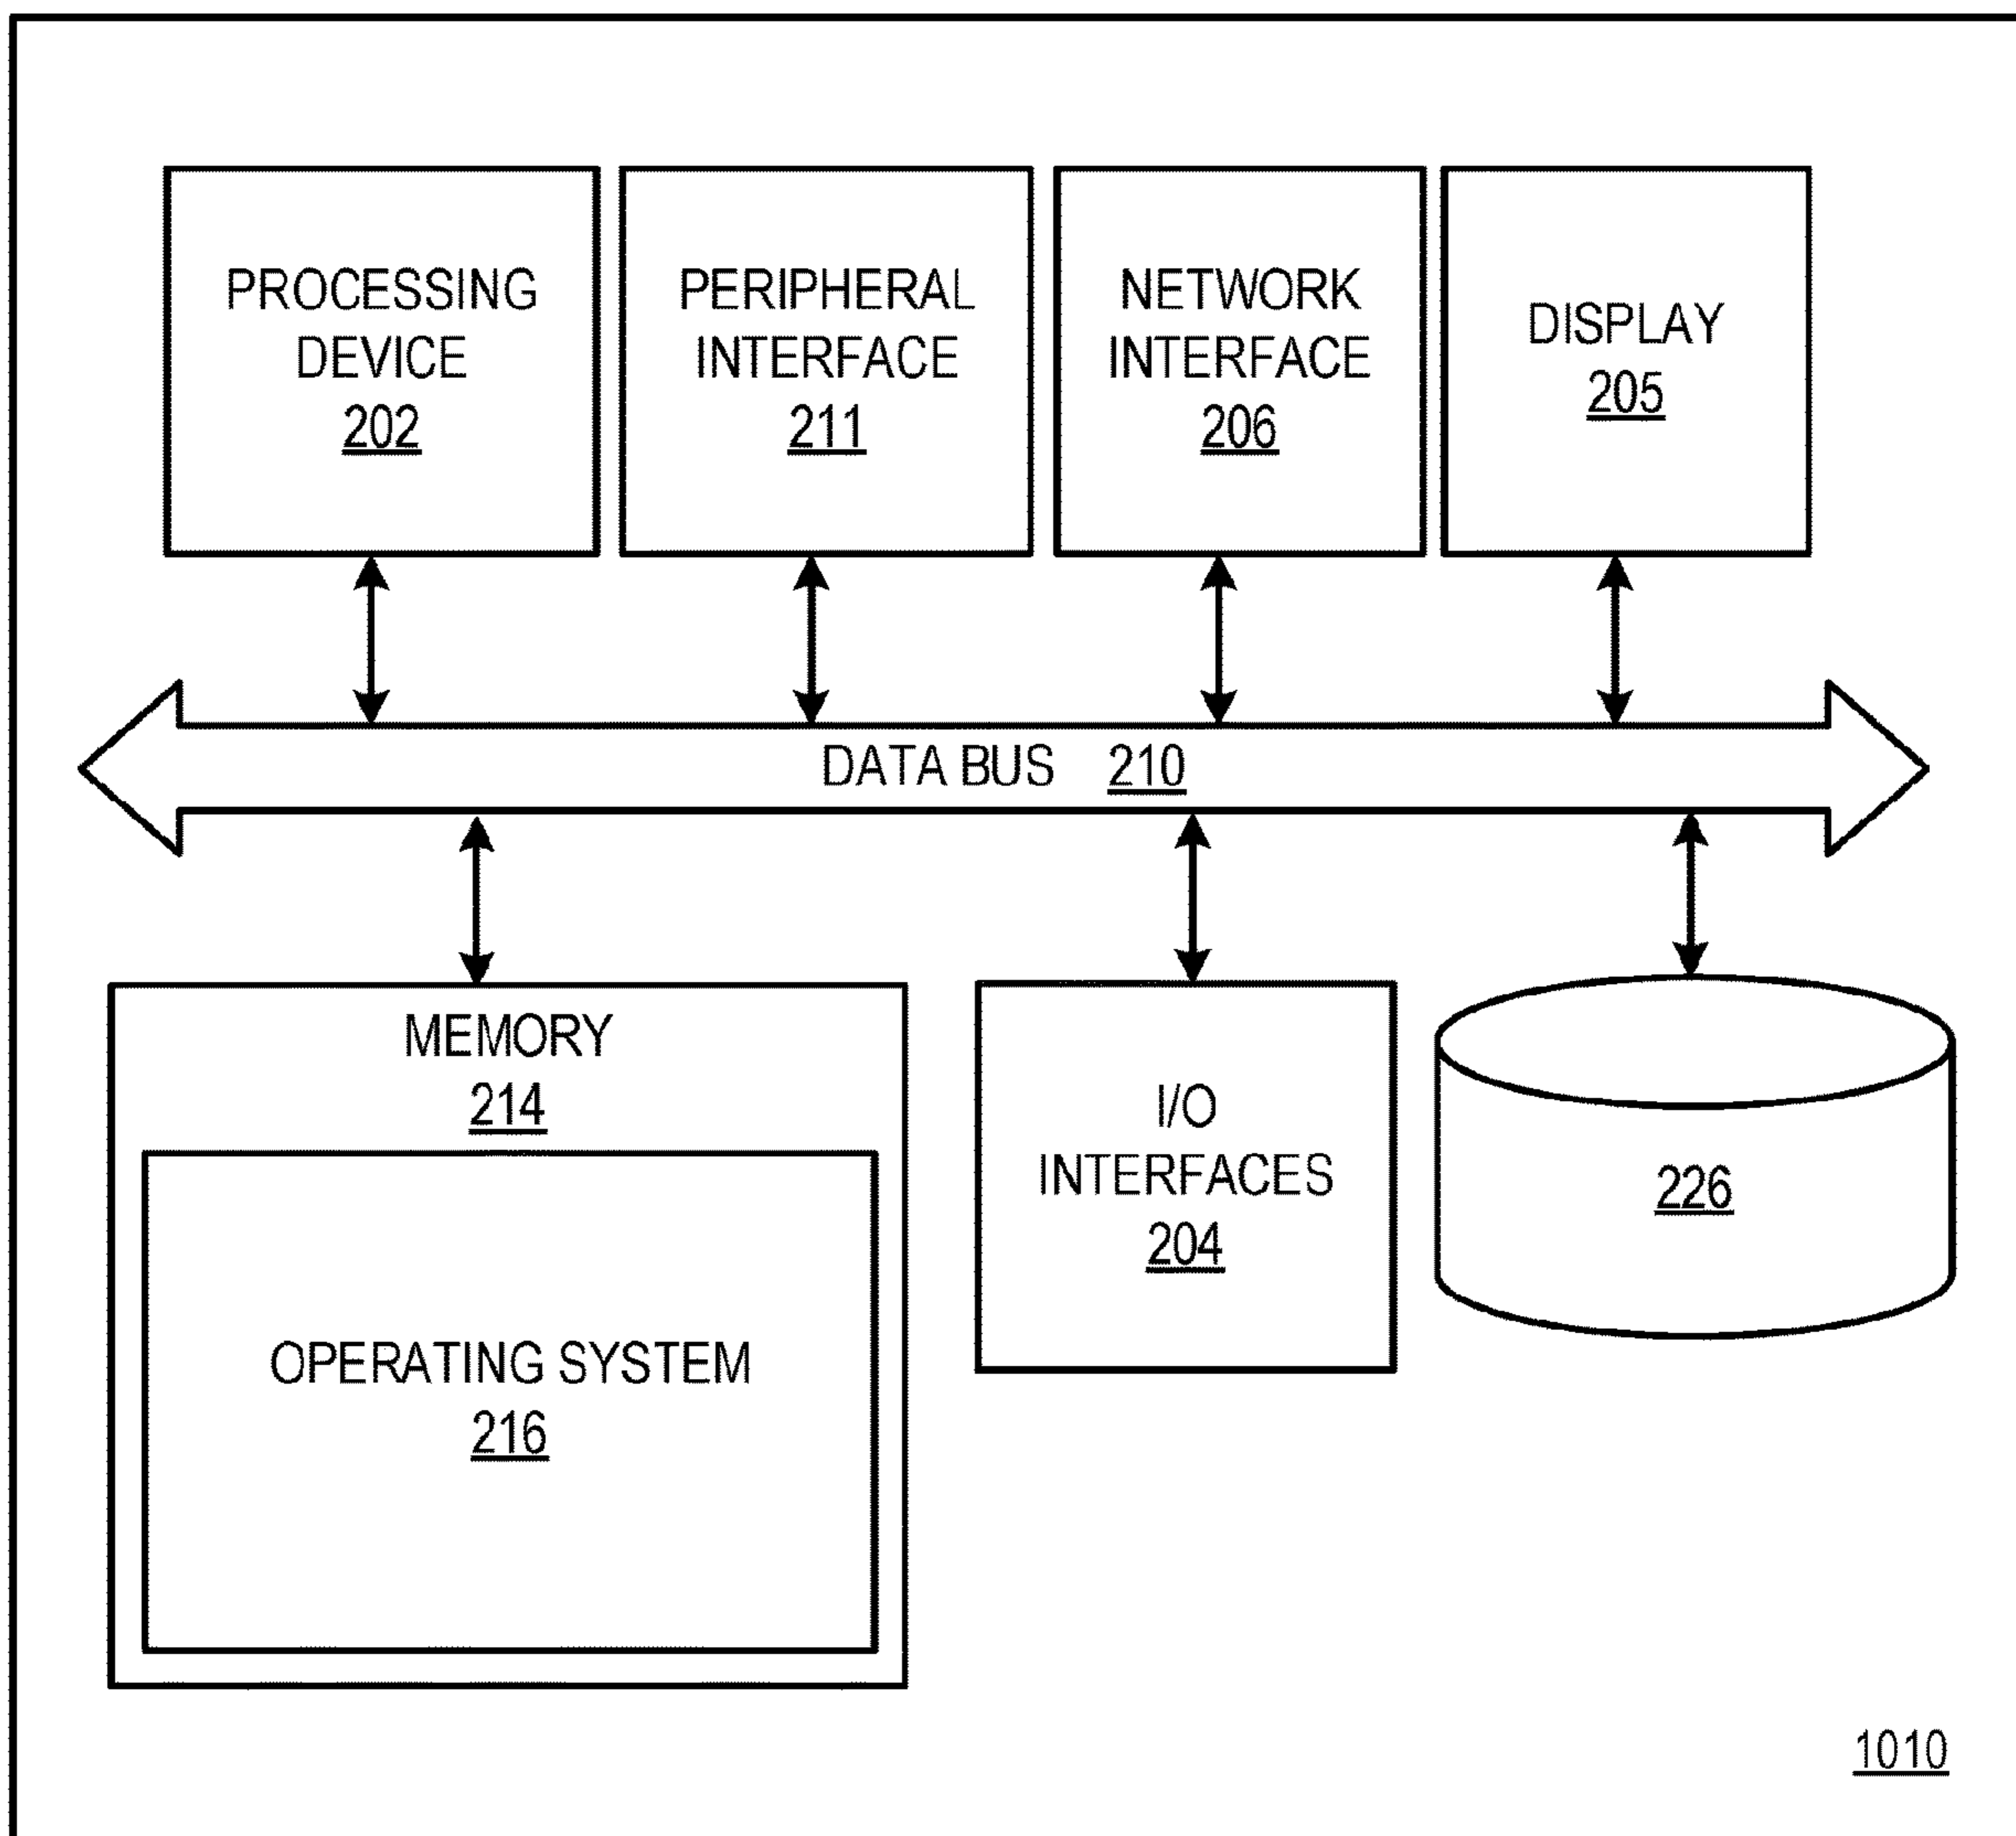 PROCESSING
DEVICE
202
PERIPHERAL
INTERFACE
211
NETWORK
INTERFACE
206
DISPLAY
205
DATA BUS 210
MEMORY
214
OPERATING SYSTEM
216
I/O
INTERFACES
204
226
1010